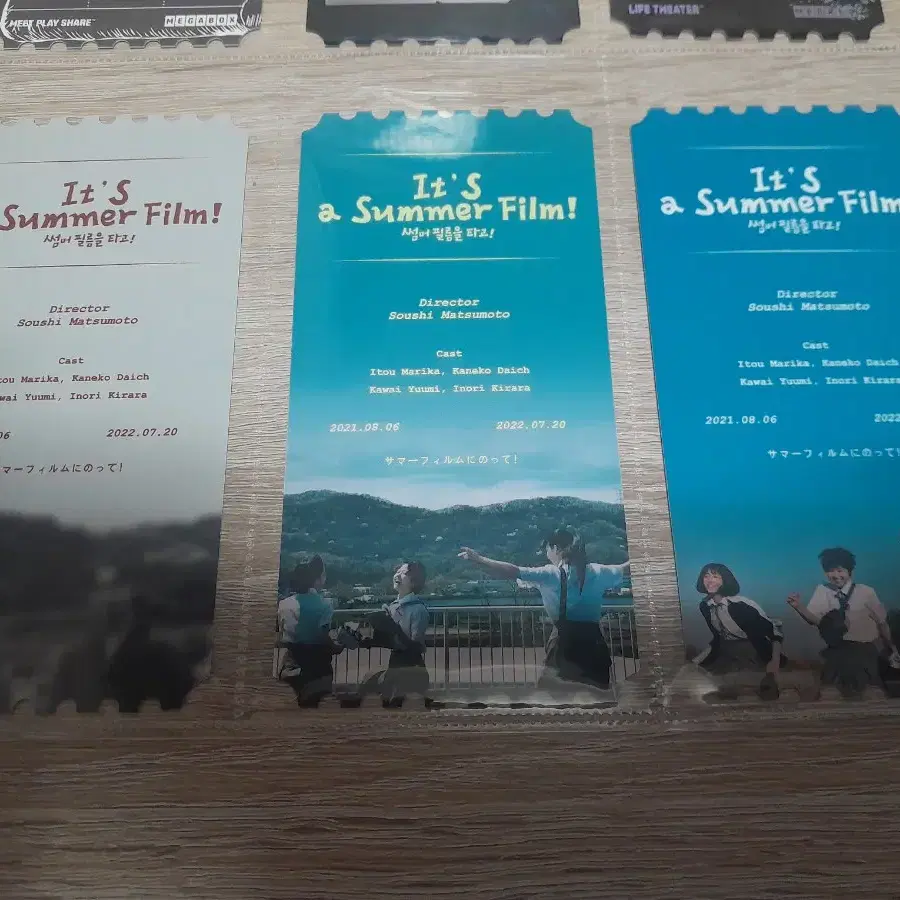 MEET PLAY SHARE
MEGABOX
LIFE THEATER
It's
Summer Film!
썸머 필름을 타고!
Director
Soushi Matsumoto
Cast
Itou Marika, Kaneko Daich
Kawai Yuumi, Inori Kirara
2022.07.20
マーフィルムにのって!
It's
a Summer Film!
썸머 필름을 타고!
Director
Soushi Matsumoto
Cast
Itou Marika, Kaneko Daich
Kawai Yuumi, Inori Kirara
2021.08.06
2022.07.20
サマーフィルムにのって!
It's
a Summer Film
썸머 필름을 타고!
Director
Soushi Matsumoto
Cast
Itou Marika, Kaneko Daich
Kawai Yuumi, Inori Kirara
2021.08.06
2022
サマーフィルムにのって!